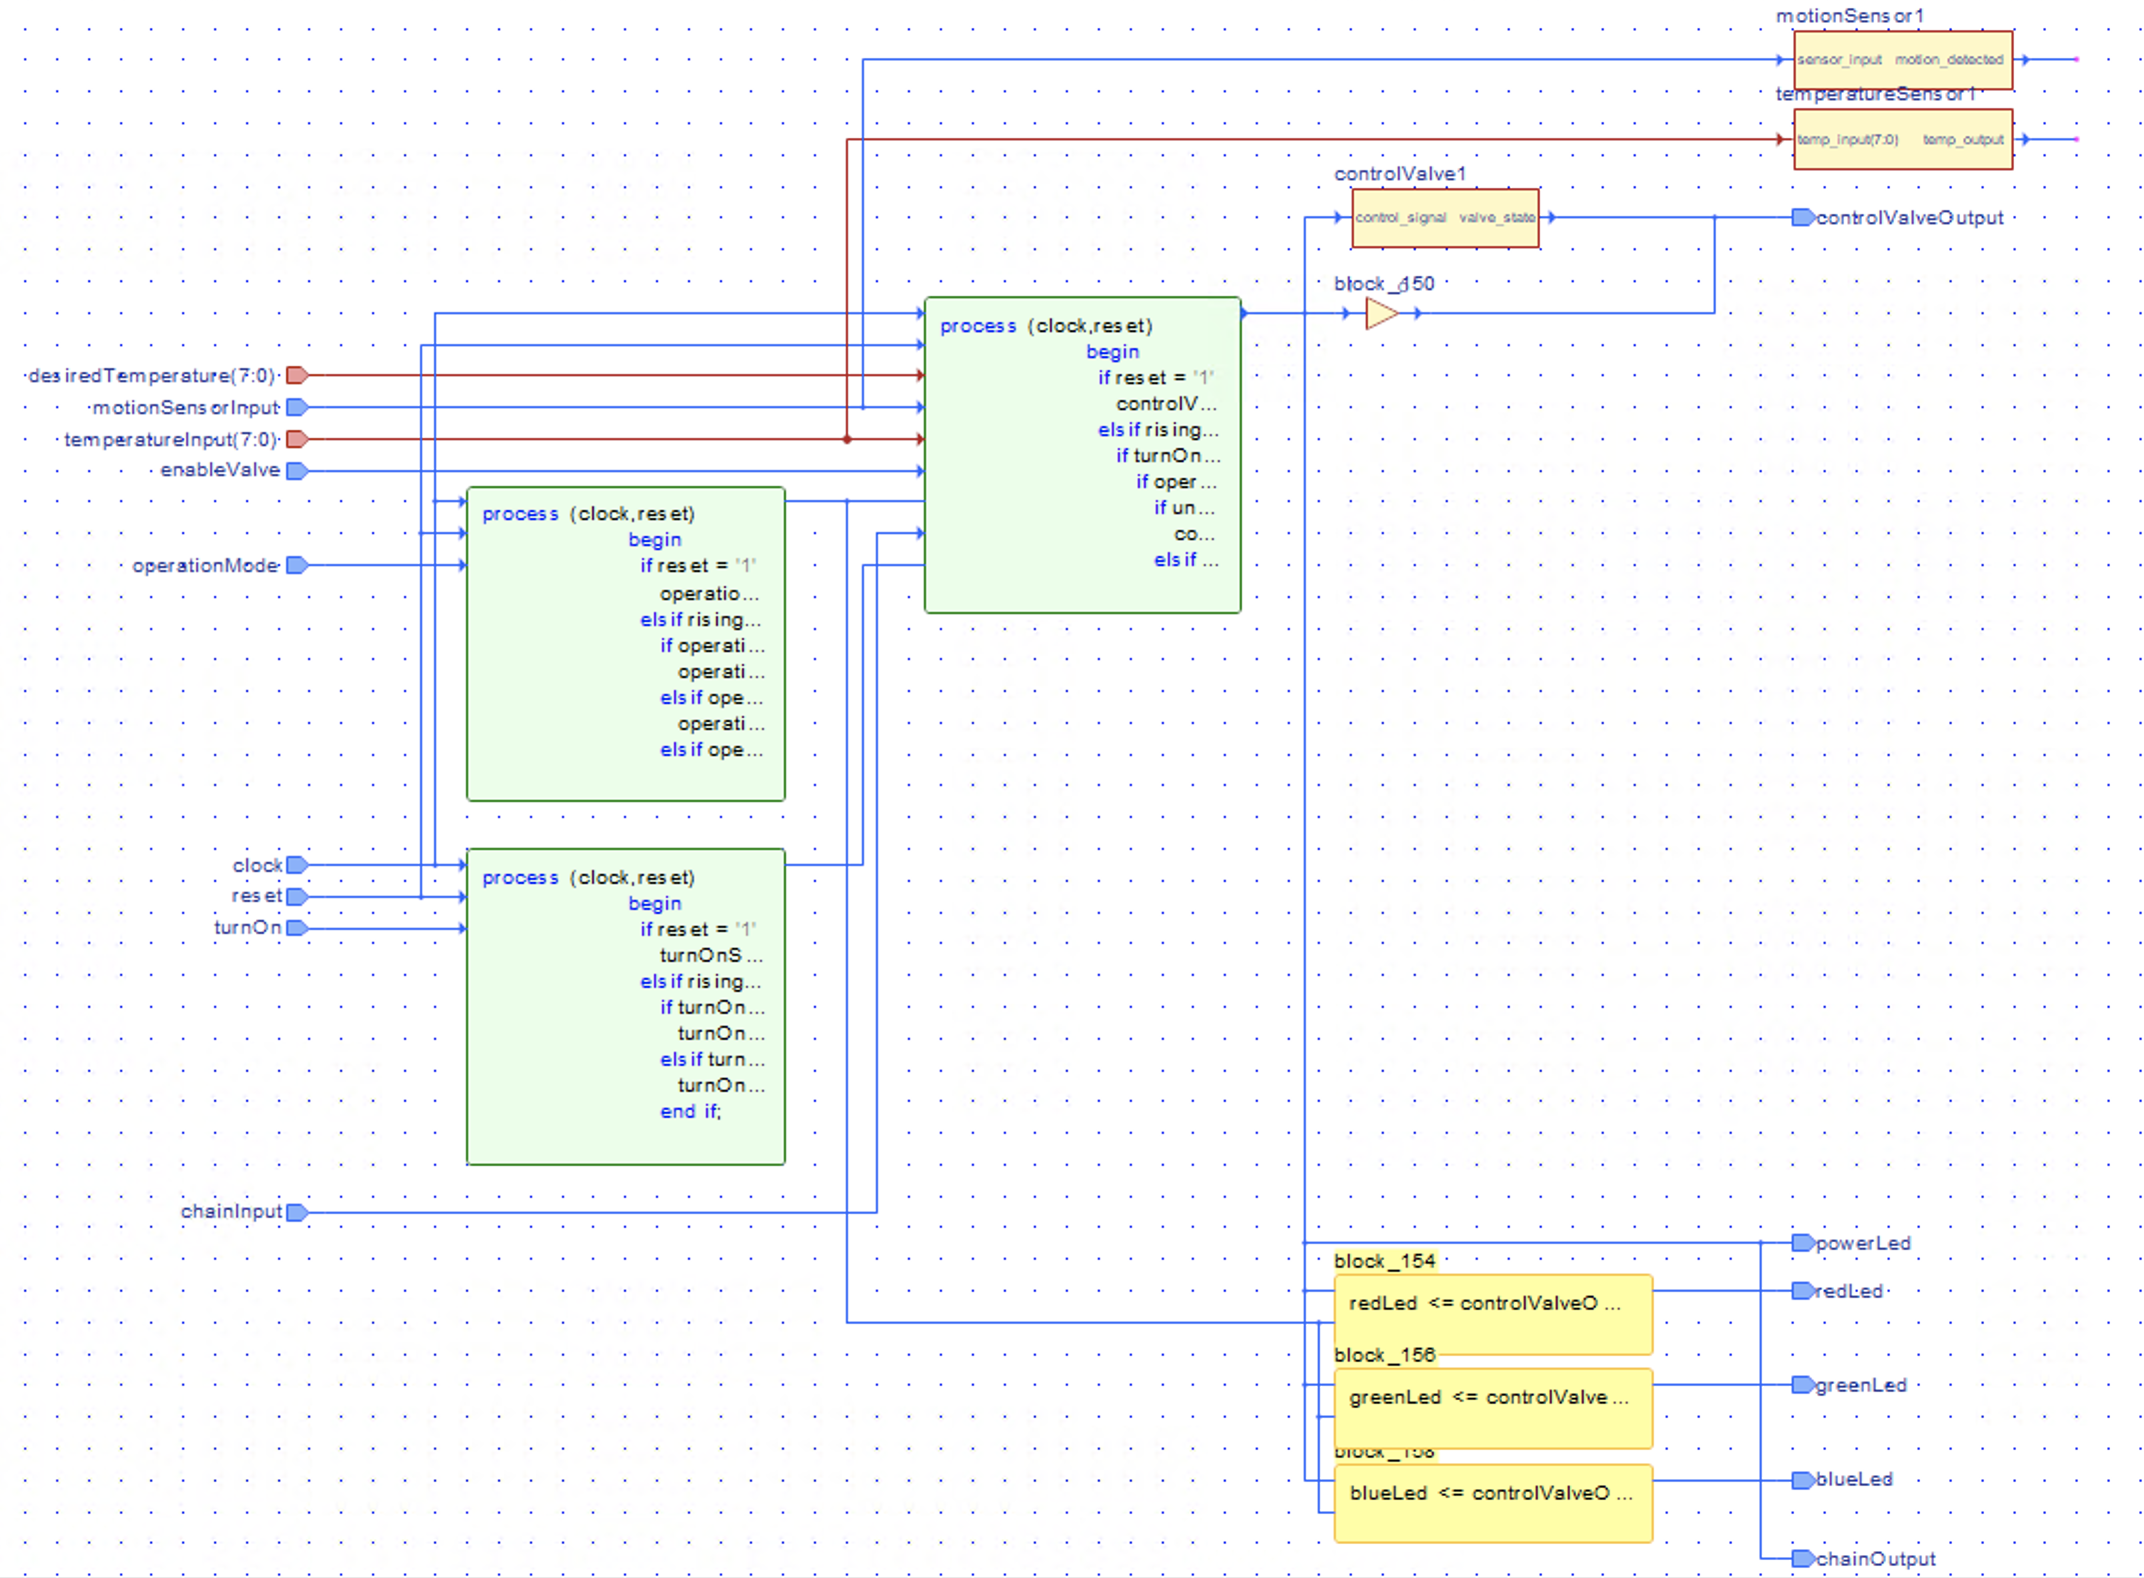 motionSensor1
sensor_input motion_detected
temperatureSensor1
temp_input(7:0) temp_output
controlValve1
control_signal valve_state
controlValveOutput
block_150
process (clock,reset)
begin
if reset = '1'
controlV...
elsif rising...
if turnOn...
if oper...
if un...
co...
elsif ...
desiredTemperature(7:0)
motionSensorInput
temperatureInput(7:0)
enableValve
operationMode
process (clock,reset)
begin
if reset = '1'
operatio...
elsif rising...
if operati...
operati...
elsif ope...
operati...
elsif ope...
clock
reset
turnOn
process (clock,reset)
begin
if reset = '1'
turnOnS...
elsif rising...
if turnOn...
turnOn...
elsif turn...
turnOn...
end if;
chainInput
powerLed
block_154
redLed <= controlValveO ...
redLed
block_156
greenLed <= controlValve ...
greenLed
block_158
blueLed <= controlValveO ...
blueLed
chainOutput